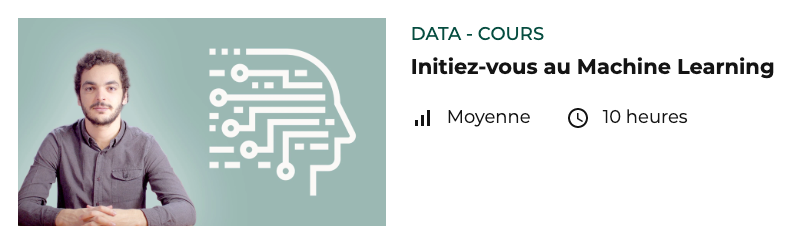 DATA - COURS
Initiez-vous au Machine Learning
Moyenne 10 heures